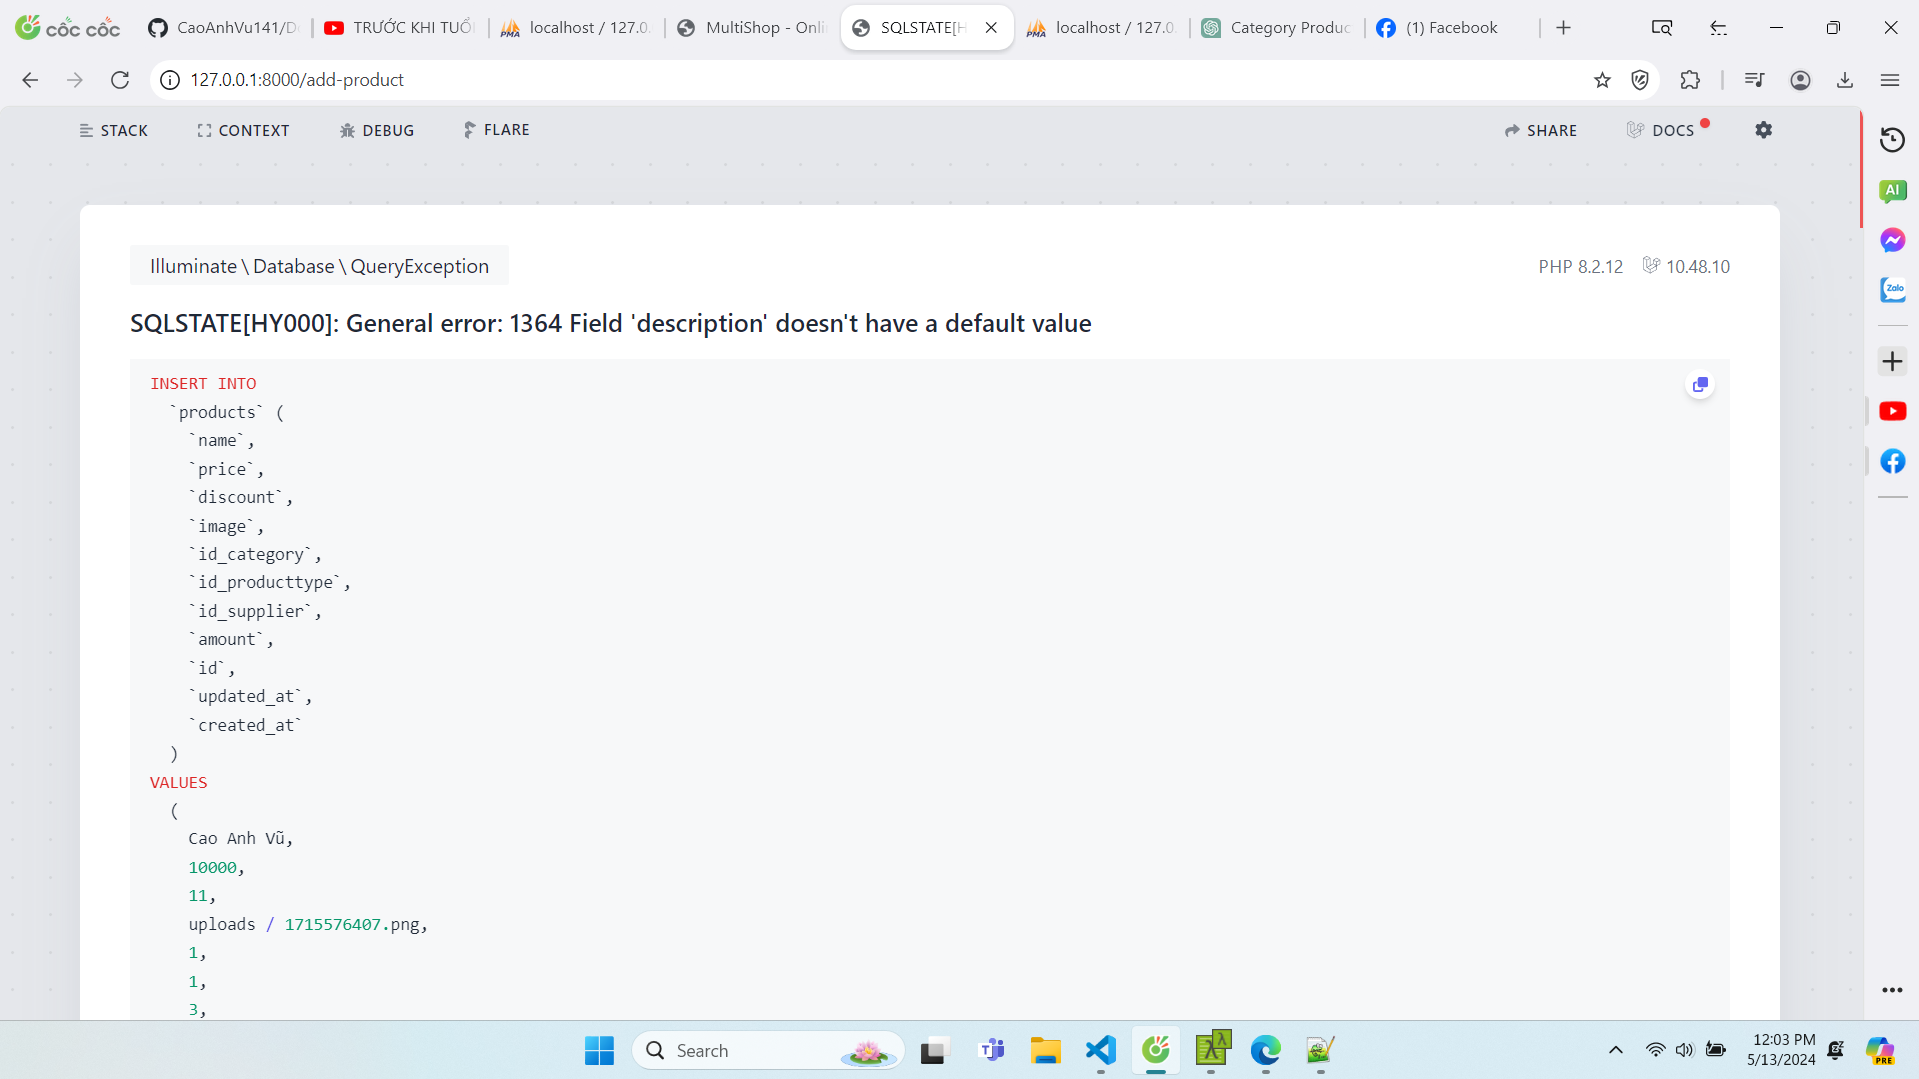 cốc cốc
CaoAnhVu141/D
TRƯỚC KHI TUỔ
localhost / 127.0.
MultiShop - Onli
SQLSTATE[H
localhost / 127.0
Category Produc
(1) Facebook
127.0.0.1:8000/add-product
STACK
CONTEXT
DEBUG
FLARE
SHARE
DOCS
AI
Zalo
Illuminate\Database\QueryException
PHP 8.2.12
10.48.10
SQLSTATE[HY000]: General error: 1364 Field 'description' doesn't have a default value
INSERT INTO
`products` (
`name`,
`price`,
`discount`,
`image`,
`id_category`,
`id_producttype`,
`id_supplier`,
`amount`,
`id`,
`updated_at`,
`created_at`
)
VALUES
(
Cao Anh Vũ,
10000,
11,
uploads / 1715576407.png,
1,
1,
3,
Search
12:03 PM
5/13/2024
PRE